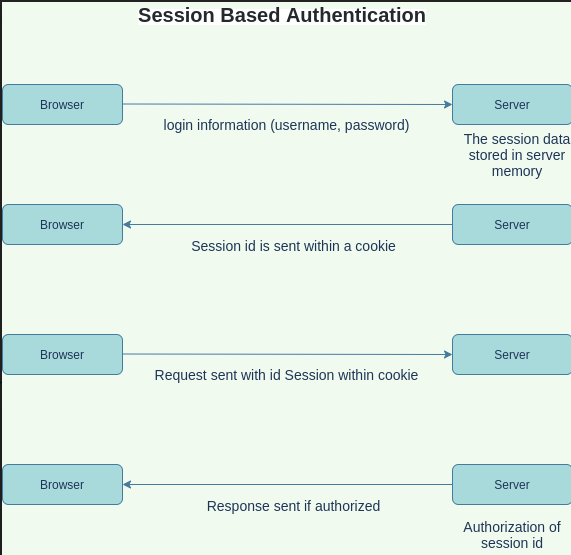 Session Based Authentication
Browser
Server
login information (username, password)
The session data
stored in server
memory
Browser
Server
Session id is sent within a cookie
Browser
Server
Request sent with id Session within cookie
Browser
Server
Response sent if authorized
Authorization of
session id